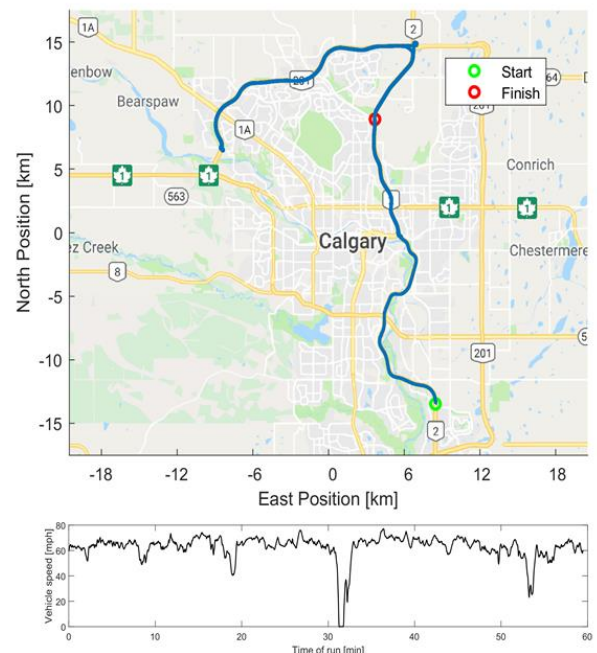 2
1A
15
enbow
201
Start
64
Finish
Bearspaw
10
201
1A
North Position [km]
5
Conrich
1
1
563
2
1
1
0
Calgary
ez Creek
Chestermere
8
-5
201
5
-10
-15
2
-18 -12 -6 0 6 12 18
East Position [km]
80
60
40
20
0
Vehicle speed [mph]
0 10 20 30 40 50 60
Time of run [min]